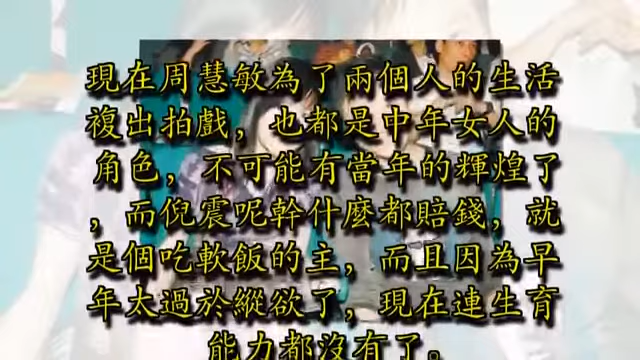 現在周慧敏為了兩個人的生活
複出拍戲，也都是中年女人的
角色，不可能有當年的輝煌了
，而倪震呢幹什麼都賠錢，就
是個吃軟飯的主，而且因為早
年太過於縱欲了，現在連生育
能力都沒有了。